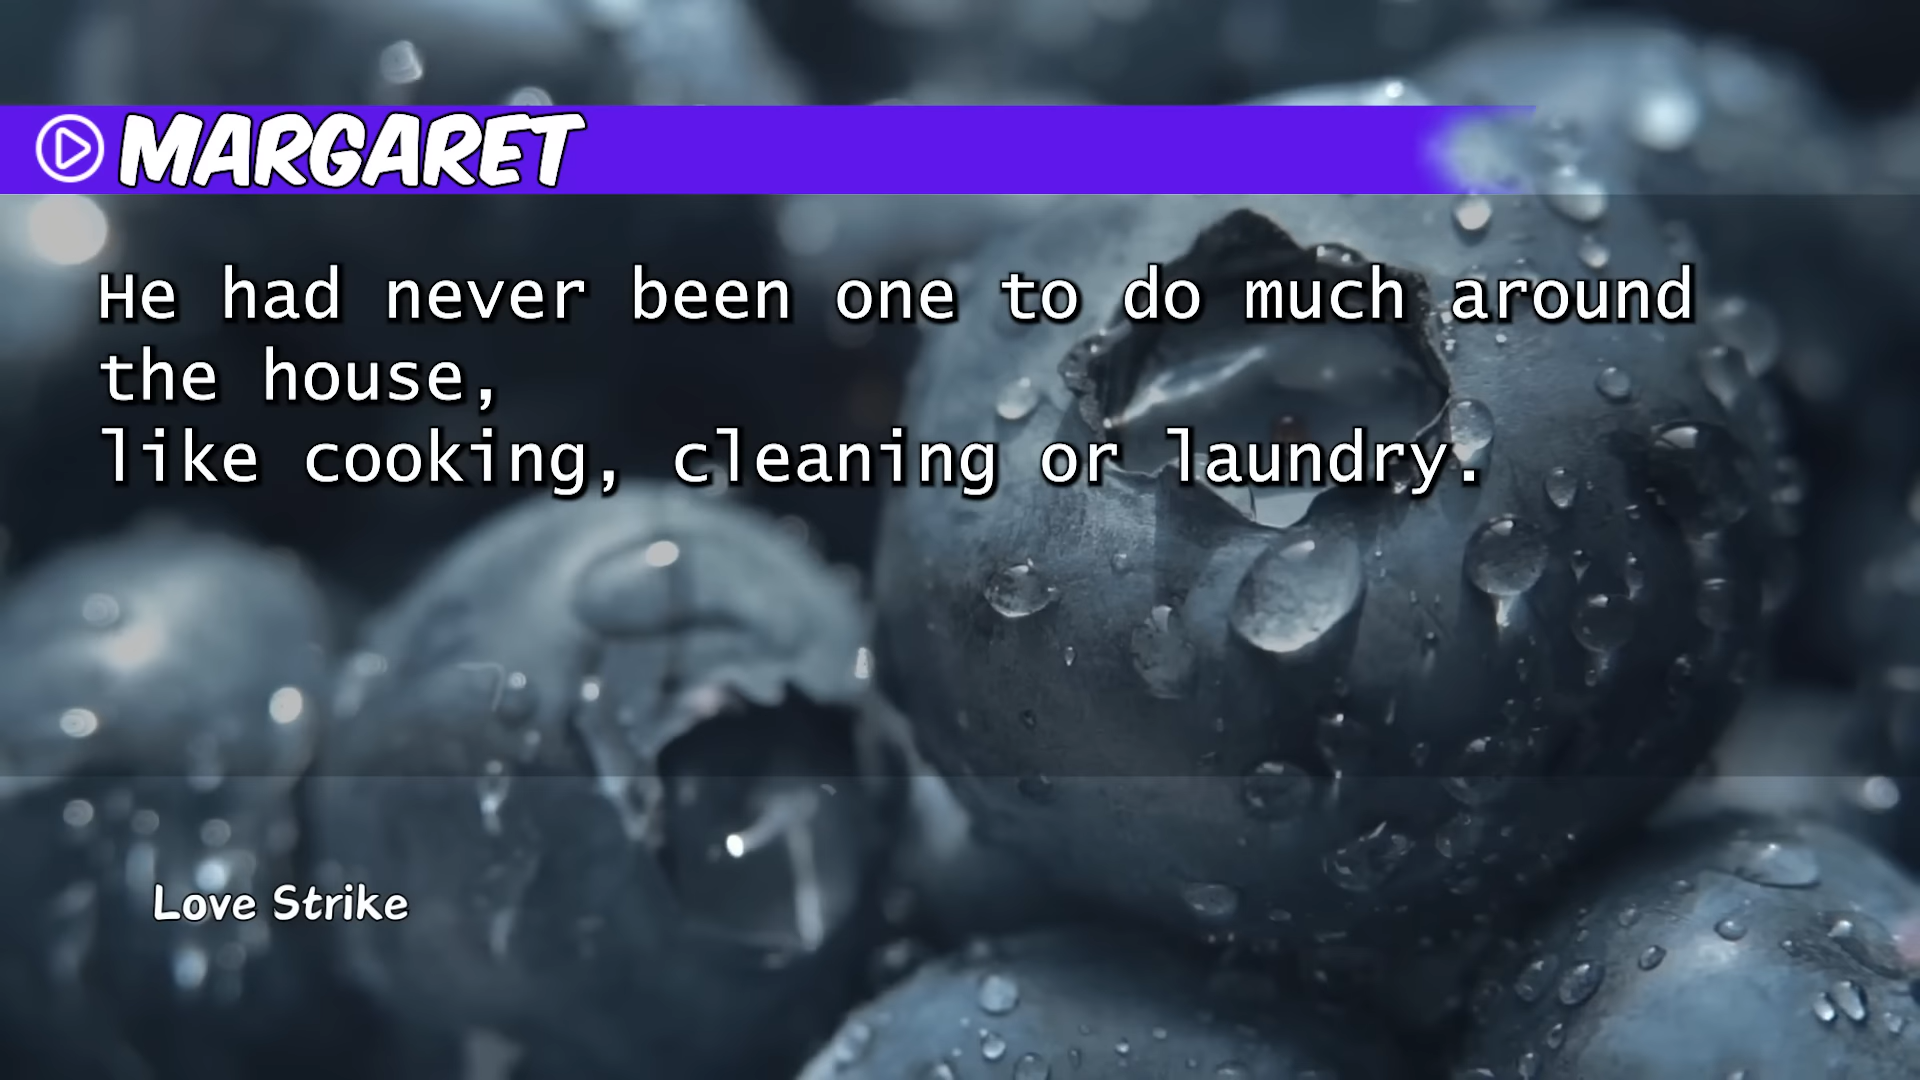 MARGARET
He had never been one to do much around
the house,
like cooking, cleaning or laundry.
Love Strike